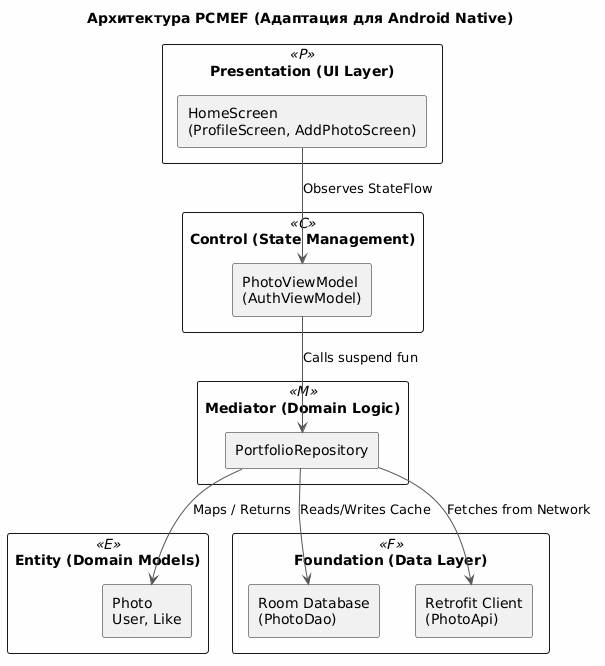 Архитектура PCMEF (Адаптация для Android Native)
«P»
Presentation (UI Layer)
HomeScreen
(ProfileScreen, AddPhotoScreen)
Observes StateFlow
«C»
Control (State Management)
PhotoViewModel
(AuthViewModel)
Calls suspend fun
«M»
Mediator (Domain Logic)
PortfolioRepository
Maps / Returns
Reads/Writes Cache
Fetches from Network
«E»
Entity (Domain Models)
Photo
User, Like
«F»
Foundation (Data Layer)
Room Database
(PhotoDao)
Retrofit Client
(PhotoApi)